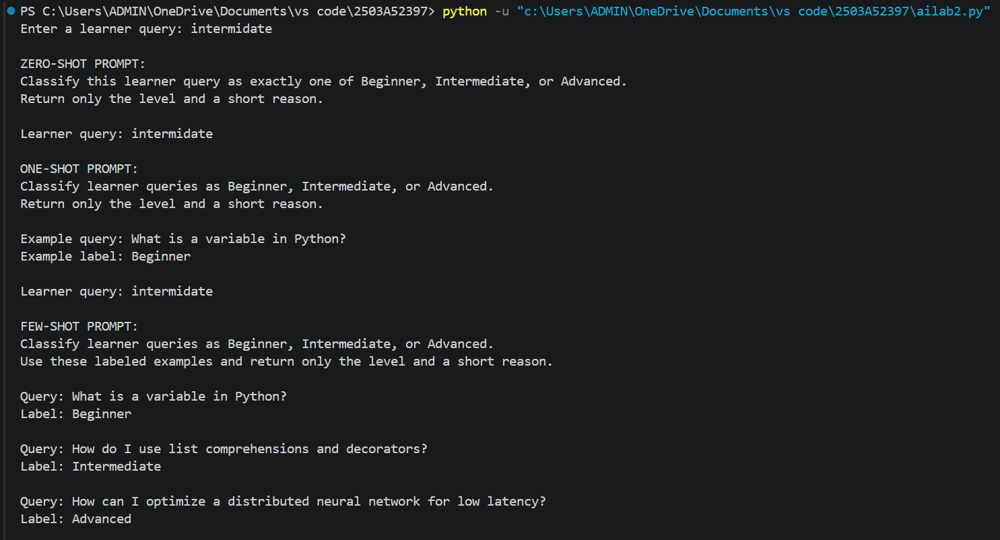 PS C:\Users\ADMIN\OneDrive\Documents\vs code\2503A52397> python -u "c:\Users\ADMIN\OneDrive\Documents\vs code\2503A52397\ailab2.py"
Enter a learner query: intermidate
ZERO-SHOT PROMPT:
Classify this learner query as exactly one of Beginner, Intermediate, or Advanced.
Return only the level and a short reason.
Learner query: intermidate
ONE-SHOT PROMPT:
Classify learner queries as Beginner, Intermediate, or Advanced.
Return only the level and a short reason.
Example query: What is a variable in Python?
Example label: Beginner
Learner query: intermidate
FEW-SHOT PROMPT:
Classify learner queries as Beginner, Intermediate, or Advanced.
Use these labeled examples and return only the level and a short reason.
Query: What is a variable in Python?
Label: Beginner
Query: How do I use list comprehensions and decorators?
Label: Intermediate
Query: How can I optimize a distributed neural network for low latency?
Label: Advanced